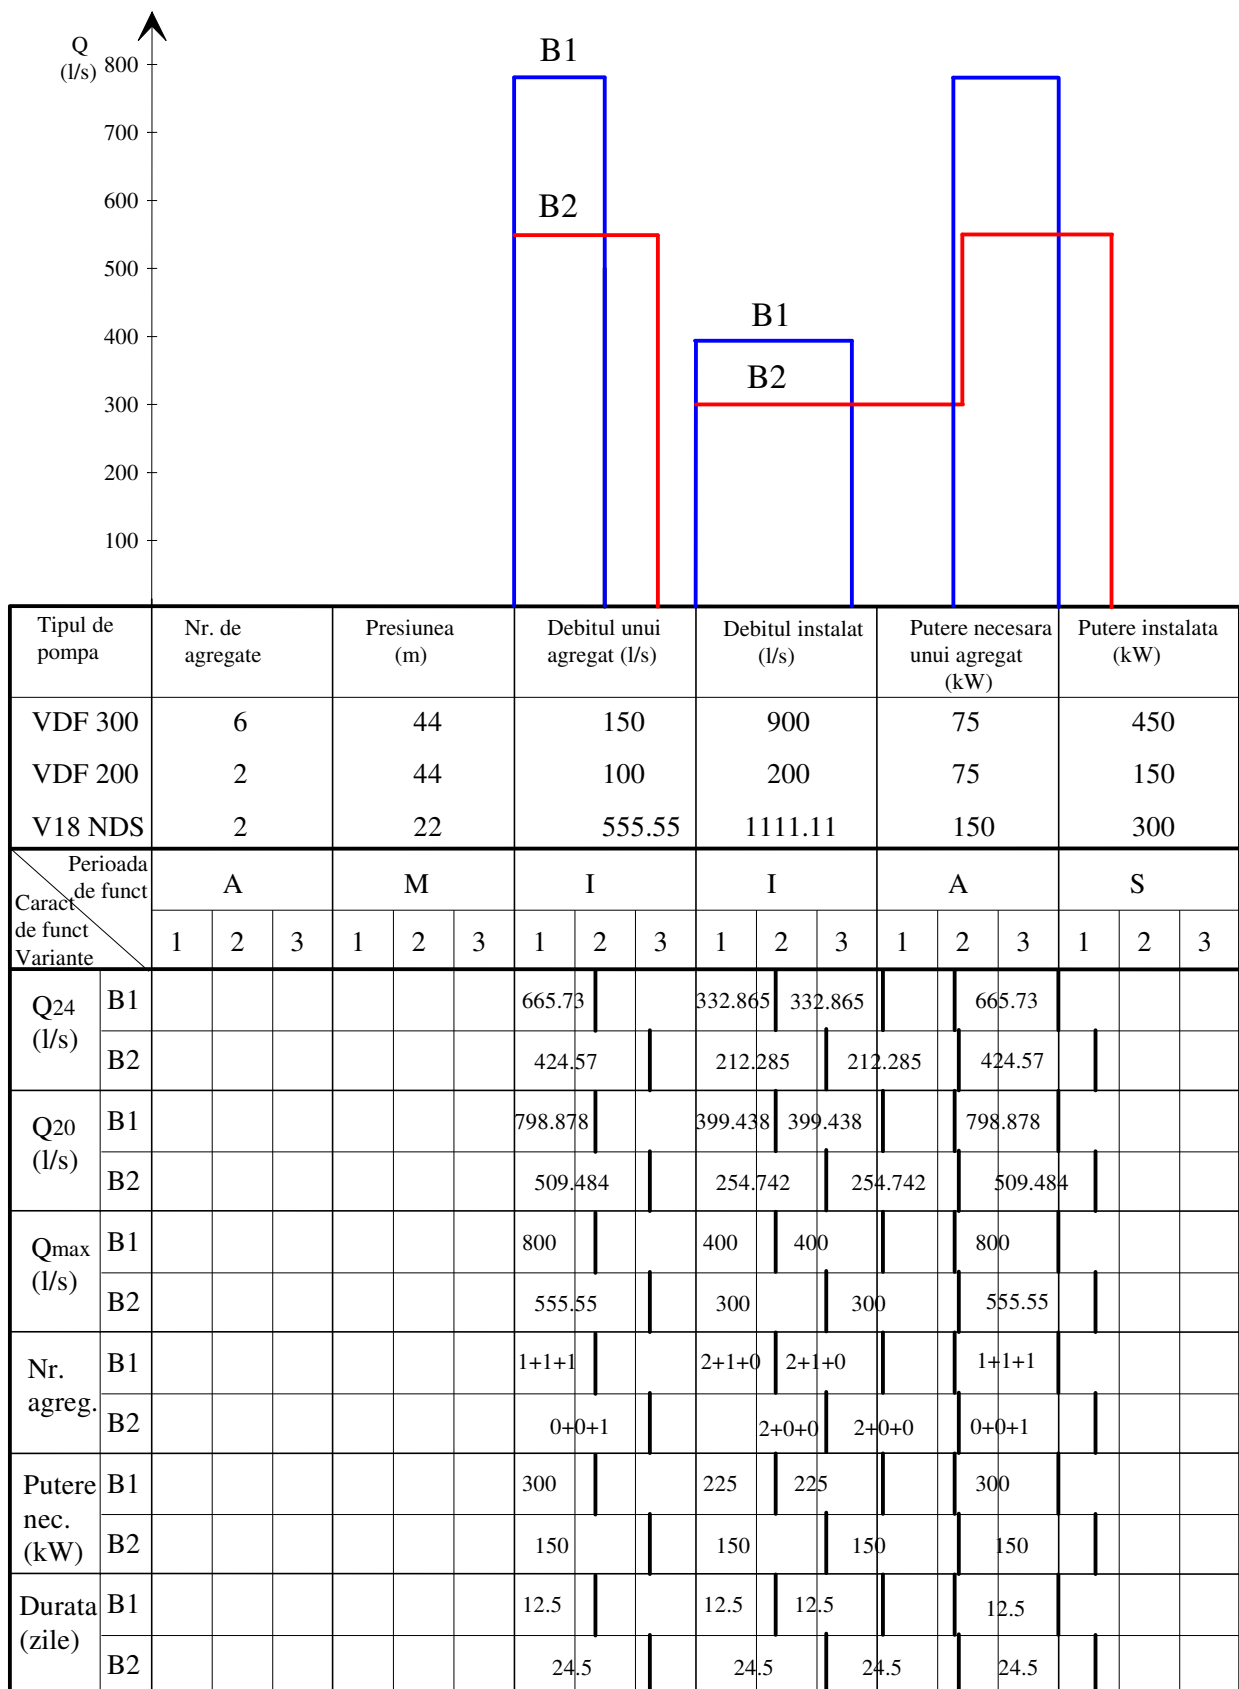 Q
(l/s)
800
700
600
500
400
300
200
100
B1
B2
B1
B2
Tipul de
pompa
Nr. de
agregate
Presiunea
(m)
Debitul unui
agregat (l/s)
Debitul instalat
(l/s)
Putere necesara
unui agregat
(kW)
Putere instalata
(kW)
VDF 300 6 44 150 900 75 450
VDF 200 2 44 100 200 75 150
V18 NDS 2 22 555.55 1111.11 150 300
Perioada
de funct
Caract
de funct
Variante
A M I I A S
1 2 3 1 2 3 1 2 3 1 2 3 1 2 3 1 2 3
Q24
(l/s)
B1 665.73 332.865 332.865 665.73
B2 424.57 212.285 212.285 424.57
Q20
(l/s)
B1 798.878 399.438 399.438 798.878
B2 509.484 254.742 254.742 509.484
Qmax
(l/s)
B1 800 400 400 800
B2 555.55 300 300 555.55
Nr.
agreg.
B1 1+1+1 2+1+0 2+1+0 1+1+1
B2 0+0+1 2+0+0 2+0+0 0+0+1
Putere
nec.
(kW)
B1 300 225 225 300
B2 150 150 150 150
Durata
(zile)
B1 12.5 12.5 12.5 12.5
B2 24.5 24.5 24.5 24.5